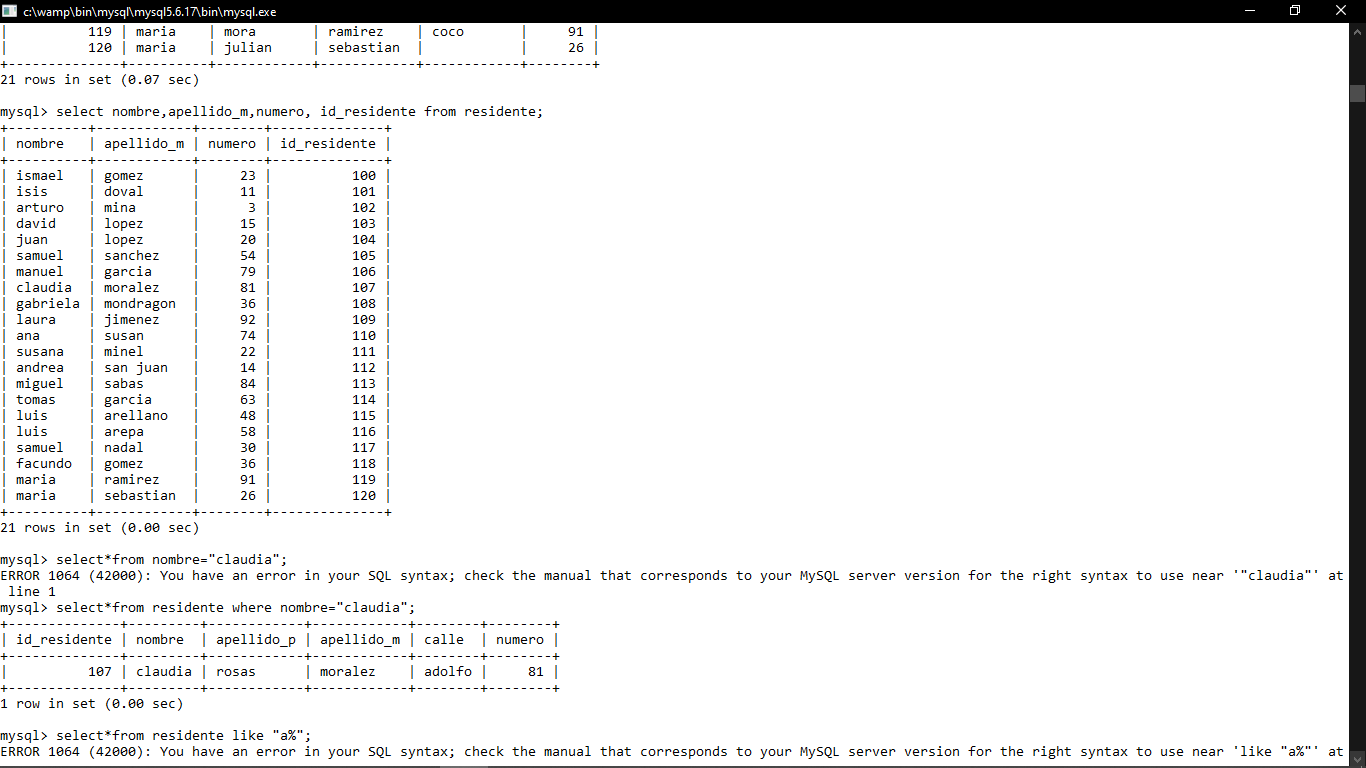 c:\wamp\bin\mysql\mysql5.6.17\bin\mysql.exe
|          119 | maria    | mora       | ramirez    | coco       |     91 |
|          120 | maria    | julian     | sebastian  |            |     26 |
+--------------+----------+------------+------------+------------+--------+
21 rows in set (0.07 sec)
mysql> select nombre,apellido_m,numero, id_residente from residente;
+----------+------------+--------+--------------+
| nombre   | apellido_m | numero | id_residente |
+----------+------------+--------+--------------+
| ismael   | gomez      |     23 |          100 |
| isis     | doval      |     11 |          101 |
| arturo   | mina       |      3 |          102 |
| david    | lopez      |     15 |          103 |
| juan     | lopez      |     20 |          104 |
| samuel   | sanchez    |     54 |          105 |
| manuel   | garcia     |     79 |          106 |
| claudia  | moralez    |     81 |          107 |
| gabriela | mondragon  |     36 |          108 |
| laura    | jimenez    |     92 |          109 |
| ana      | susan      |     74 |          110 |
| susana   | minel      |     22 |          111 |
| andrea   | san juan   |     14 |          112 |
| miguel   | sabas      |     84 |          113 |
| tomas    | garcia     |     63 |          114 |
| luis     | arellano   |     48 |          115 |
| luis     | arepa      |     58 |          116 |
| samuel   | nadal      |     30 |          117 |
| facundo  | gomez      |     36 |          118 |
| maria    | ramirez    |     91 |          119 |
| maria    | sebastian  |     26 |          120 |
+----------+------------+--------+--------------+
21 rows in set (0.00 sec)
mysql> select*from nombre="claudia";
ERROR 1064 (42000): You have an error in your SQL syntax; check the manual that corresponds to your MySQL server version for the right syntax to use near '"claudia"' at
 line 1
mysql> select*from residente where nombre="claudia";
+--------------+----------+------------+------------+--------+--------+
| id_residente | nombre  | apellido_p | apellido_m | calle  | numero |
+--------------+----------+------------+------------+--------+--------+
|          107 | claudia | rosas      | moralez    | adolfo |     81 |
+--------------+----------+------------+------------+--------+--------+
1 row in set (0.00 sec)
mysql> select*from residente like "a%";
ERROR 1064 (42000): You have an error in your SQL syntax; check the manual that corresponds to your MySQL server version for the right syntax to use near 'like "a%"' at